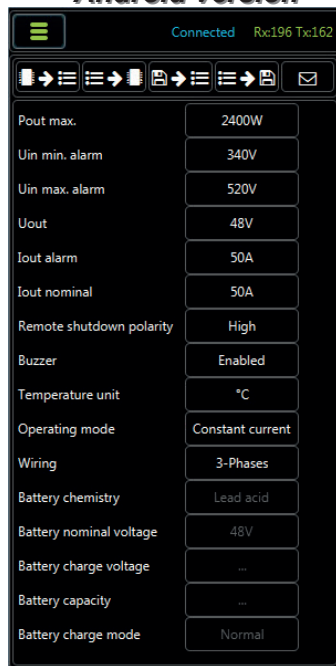 Android version
Connected Rx:196 Tx:162
Pout max. 2400W
Uin min. alarm 340V
Uin max. alarm 520V
Uout 48V
Iout alarm 50A
Iout nominal 50A
Remote shutdown polarity High
Buzzer Enabled
Temperature unit °C
Operating mode Constant current
Wiring 3-Phases
Battery chemistry Lead acid
Battery nominal voltage 48V
Battery charge voltage ...
Battery capacity ...
Battery charge mode Normal